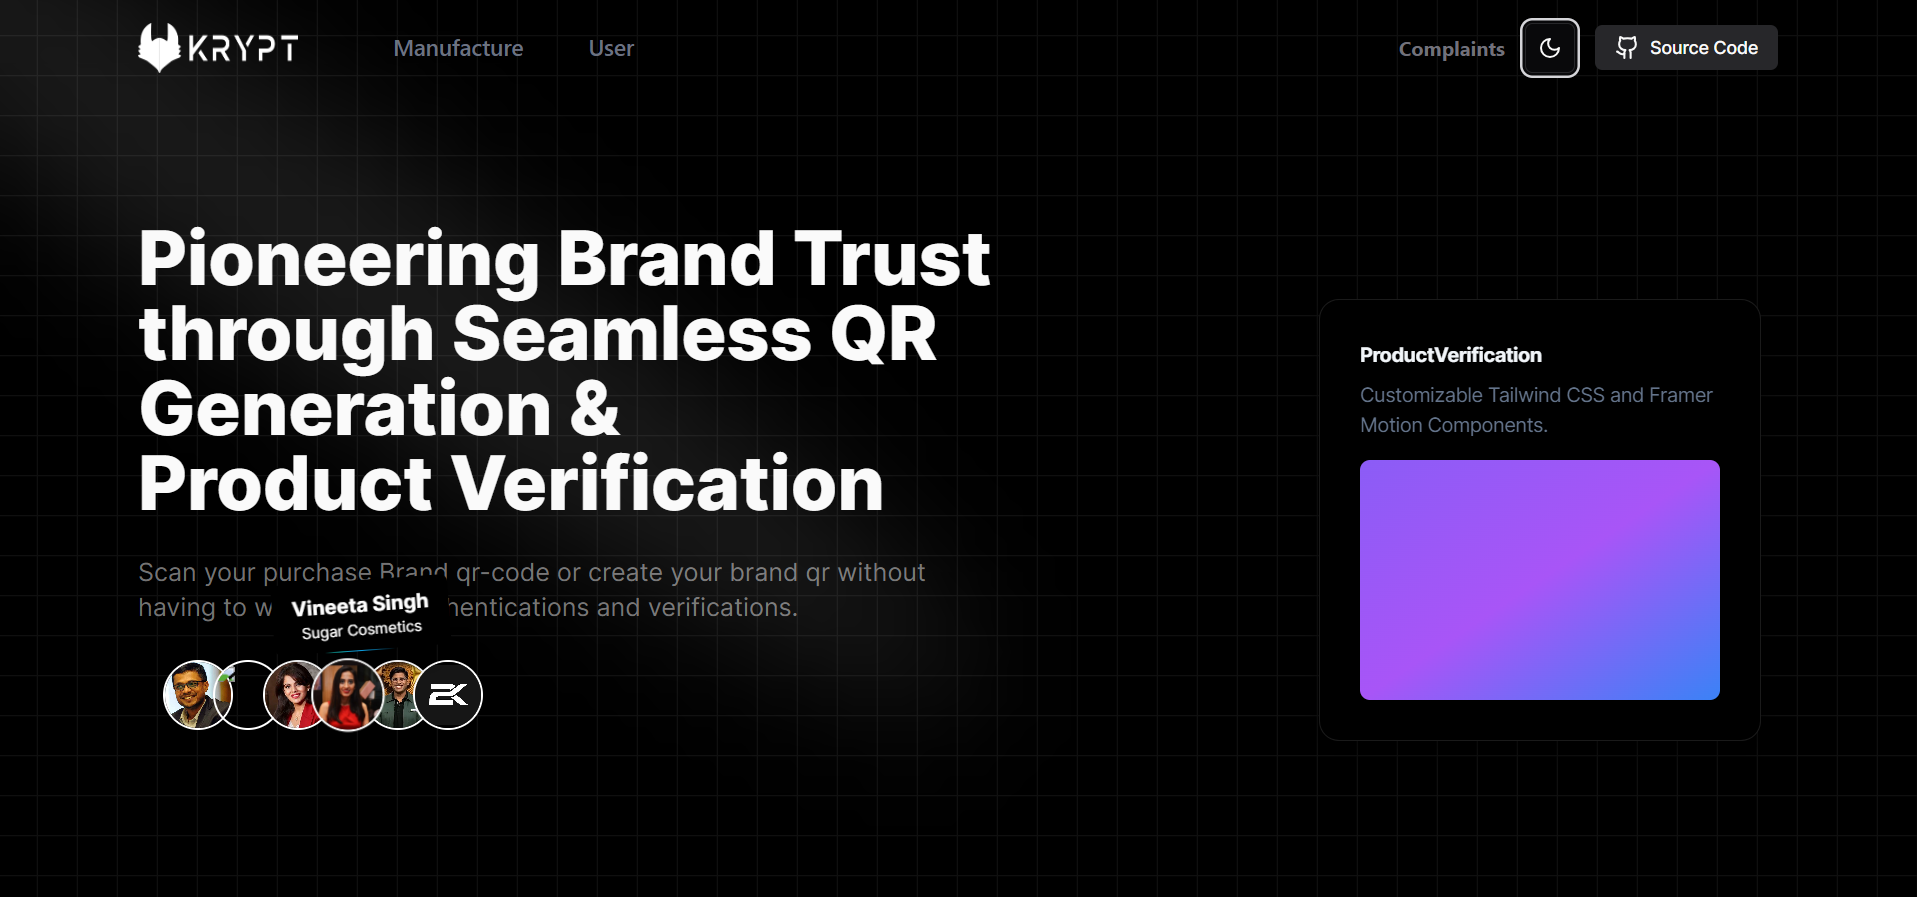 KRYPT
Manufacture
User
Complaints
Source Code
Pioneering Brand Trust
through Seamless QR
Generation &
Product Verification
Scan your purchase Brand qr-code or create your brand qr without
having to w
hentications and verifications.
Vineeta Singh
Sugar Cosmetics
ProductVerification
Customizable Tailwind CSS and Framer
Motion Components.